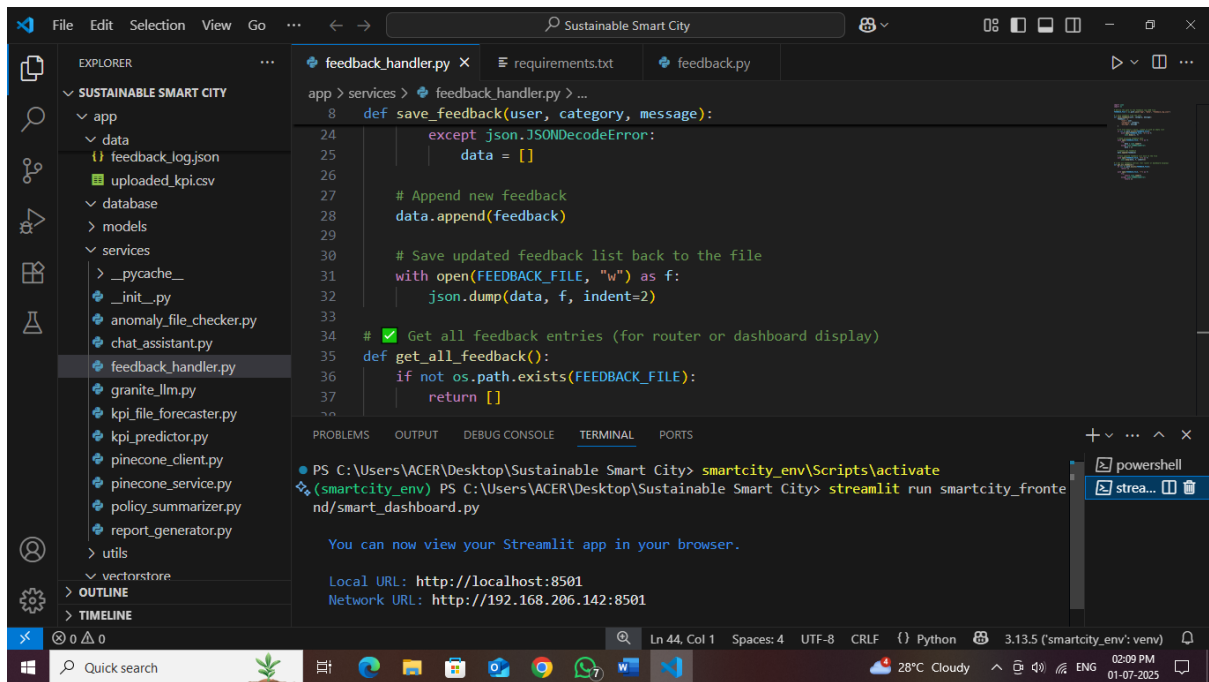 File Edit Selection View Go ···
Sustainable Smart City
EXPLORER ···
SUSTAINABLE SMART CITY
app
data
{} feedback_log.json
uploaded_kpi.csv
database
models
services
__pycache__
__init__.py
anomaly_file_checker.py
chat_assistant.py
feedback_handler.py
granite_llm.py
kpi_file_forecaster.py
kpi_predictor.py
pinecone_client.py
pinecone_service.py
policy_summarizer.py
report_generator.py
utils
vectorstore
OUTLINE
TIMELINE
feedback_handler.py
requirements.txt
feedback.py
app > services > feedback_handler.py > ...
8 def save_feedback(user, category, message):
24 except json.JSONDecodeError:
25 data = []
26
27 # Append new feedback
28 data.append(feedback)
29
30 # Save updated feedback list back to the file
31 with open(FEEDBACK_FILE, "w") as f:
32 json.dump(data, f, indent=2)
33
34 # ✅ Get all feedback entries (for router or dashboard display)
35 def get_all_feedback():
36 if not os.path.exists(FEEDBACK_FILE):
37 return []
PROBLEMS OUTPUT DEBUG CONSOLE TERMINAL PORTS
PS C:\Users\ACER\Desktop\Sustainable Smart City> smartcity_env\Scripts\activate
(smartcity_env) PS C:\Users\ACER\Desktop\Sustainable Smart City> streamlit run smartcity_fronte
nd/smart_dashboard.py
You can now view your Streamlit app in your browser.
Local URL: http://localhost:8501
Network URL: http://192.168.206.142:8501
powershell
strea...
0 0
Ln 44, Col 1 Spaces: 4 UTF-8 CRLF {} Python 3.13.5 ('smartcity_env': venv)
Quick search
7
28°C Cloudy
ENG
02:09 PM
01-07-2025